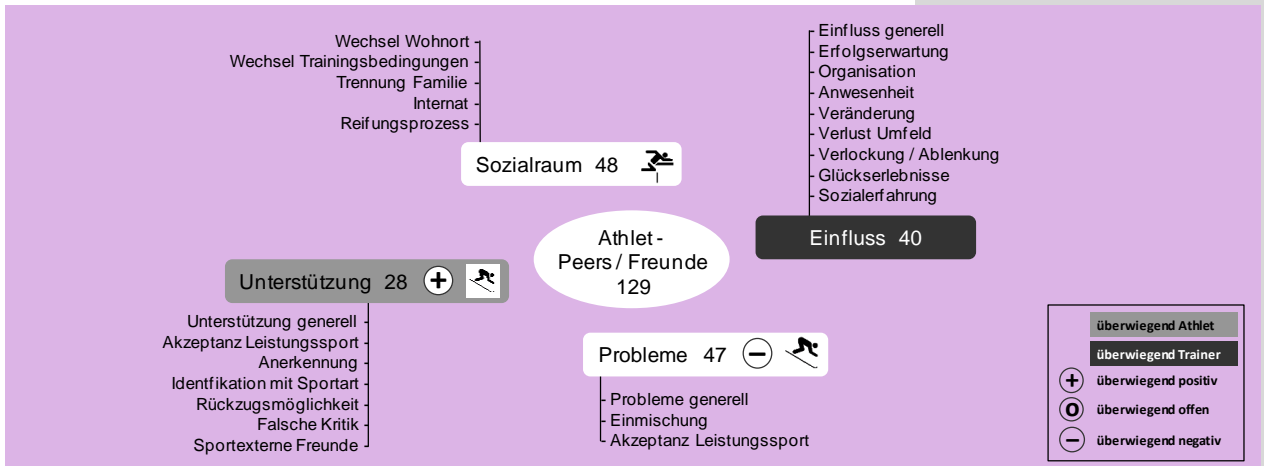 Wechsel Wohnort
Wechsel Trainingsbedingungen
Trennung Familie
Internat
Reifungsprozess
Sozialraum 48
Einfluss generell
Erfolgserwartung
Organisation
Anwesenheit
Veränderung
Verlust Umfeld
Verlockung / Ablenkung
Glückserlebnisse
Sozialerfahrung
Einfluss 40
Athlet -
Peers / Freunde
129
Unterstützung 28 +
Unterstützung generell
Akzeptanz Leistungssport
Anerkennung
Identfikation mit Sportart
Rückzugsmöglichkeit
Falsche Kritik
Sportexterne Freunde
Probleme 47 −
Probleme generell
Einmischung
Akzeptanz Leistungssport
überwiegend Athlet
überwiegend Trainer
+ überwiegend positiv
O überwiegend offen
− überwiegend negativ